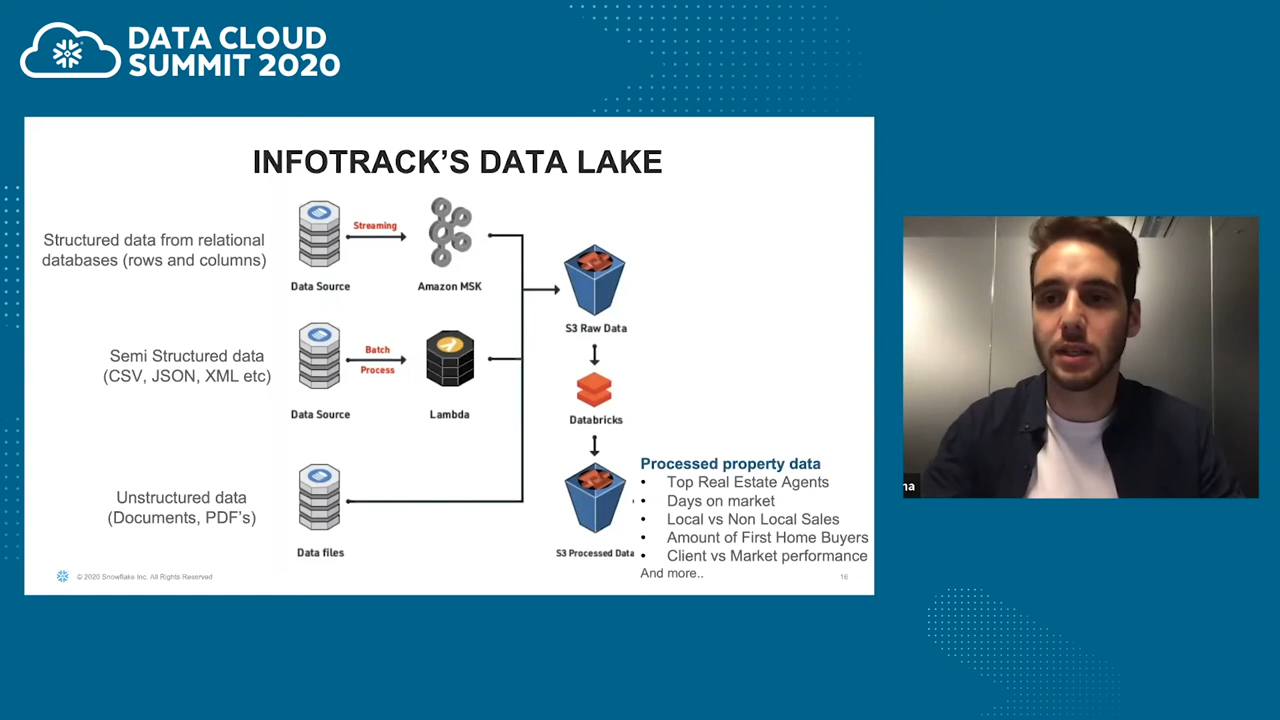 DATA CLOUD
SUMMIT 2020
INFOTRACK'S DATA LAKE
Structured data from relational
databases (rows and columns)
Data Source
Streaming
Amazon MSK
Semi Structured data
(CSV, JSON, XML etc)
Data Source
Batch
Process
Lambda
Unstructured data
(Documents, PDF's)
Data files
S3 Raw Data
Databricks
S3 Processed Data
Processed property data
• Top Real Estate Agents
• Days on market
• Local vs Non Local Sales
• Amount of First Home Buyers
• Client vs Market performance
And more..
© 2020 Snowflake Inc. All Rights Reserved
16
na